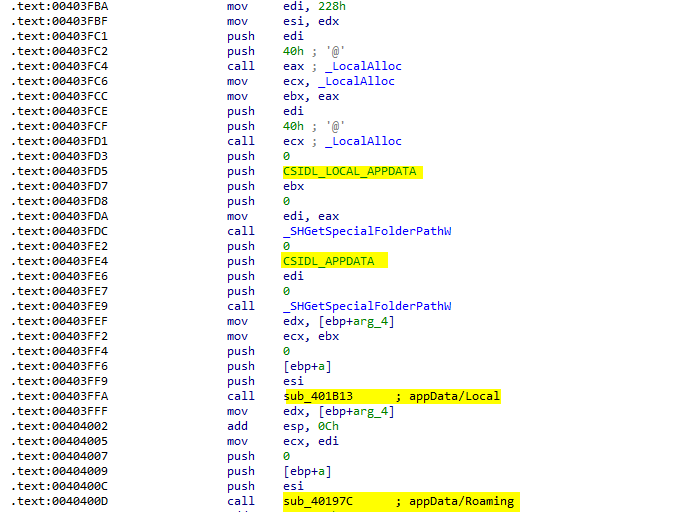 .text:00403FBA mov edi, 228h
.text:00403FBF mov esi, edx
.text:00403FC1 push edi
.text:00403FC2 push 40h ; '@'
.text:00403FC4 call eax ; _LocalAlloc
.text:00403FC6 mov ecx, _LocalAlloc
.text:00403FCC mov ebx, eax
.text:00403FCE push edi
.text:00403FCF push 40h ; '@'
.text:00403FD1 call ecx ; _LocalAlloc
.text:00403FD3 push 0
.text:00403FD5 push CSIDL_LOCAL_APPDATA
.text:00403FD7 push ebx
.text:00403FD8 push 0
.text:00403FDA mov edi, eax
.text:00403FDC call _SHGetSpecialFolderPathW
.text:00403FE2 push 0
.text:00403FE4 push CSIDL_APPDATA
.text:00403FE6 push edi
.text:00403FE7 push 0
.text:00403FE9 call _SHGetSpecialFolderPathW
.text:00403FEF mov edx, [ebp+arg_4]
.text:00403FF2 mov ecx, ebx
.text:00403FF4 push 0
.text:00403FF6 push [ebp+a]
.text:00403FF9 push esi
.text:00403FFA call sub_401B13 ; appData/Local
.text:00403FFF mov edx, [ebp+arg_4]
.text:00404002 add esp, 0Ch
.text:00404005 mov ecx, edi
.text:00404007 push 0
.text:00404009 push [ebp+a]
.text:0040400C push esi
.text:0040400D call sub_40197C ; appData/Roaming